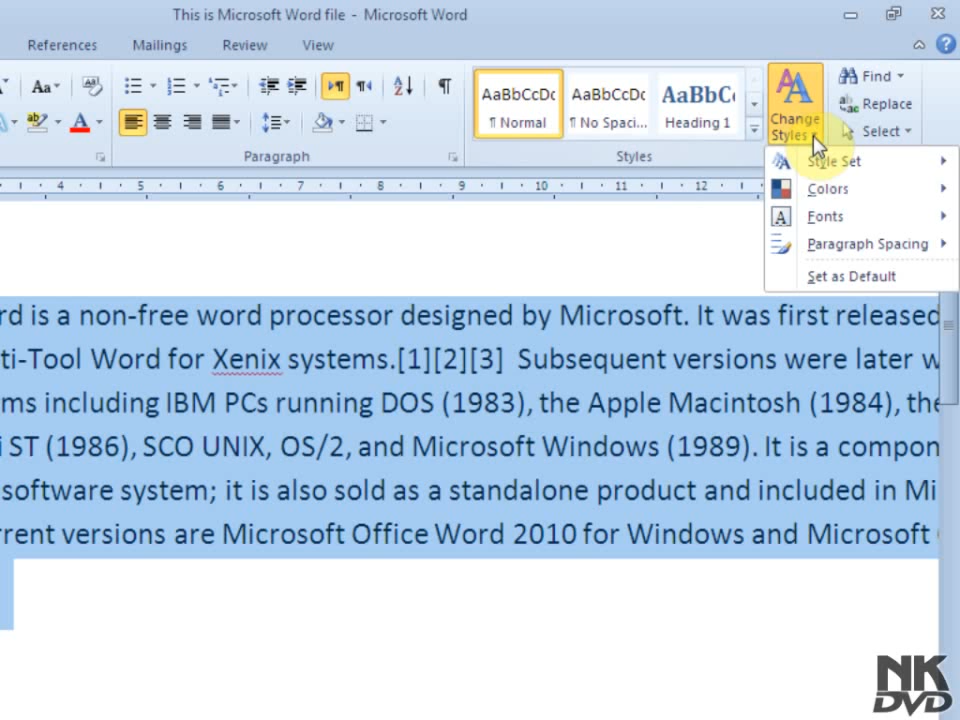 This is Microsoft Word file - Microsoft Word
References Mailings Review View
Aa
Find
AaBbCcDc AaBbCcDc AaBbC
Replace
ab
A
¶ Normal ¶ No Spaci... Heading 1
Change
Styles
Select
Paragraph
Styles
4 5 6 7 8 9 10 11 12
Style Set
Colors
Fonts
Paragraph Spacing
Set as Default
rd is a non-free word processor designed by Microsoft. It was first released
ti-Tool Word for Xenix systems.[1][2][3] Subsequent versions were later w
ms including IBM PCs running DOS (1983), the Apple Macintosh (1984), the
i ST (1986), SCO UNIX, OS/2, and Microsoft Windows (1989). It is a compon
software system; it is also sold as a standalone product and included in Mi
rrent versions are Microsoft Office Word 2010 for Windows and Microsoft
NK
DVD